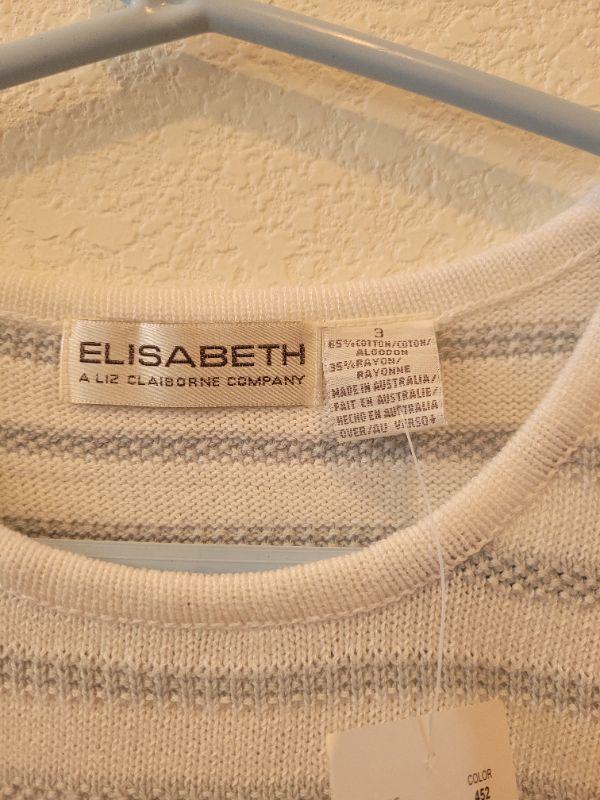 ELISABETH
A LIZ CLAIBORNE COMPANY
3
65% COTTON/COTON/
ALGODON
35% RAYON/
RAYONNE
MADE IN AUSTRALIA/
FAIT EN AUSTRALIE/
HECHO EN AUSTRALIA
OVER/AU VERSO→
COLOR
452